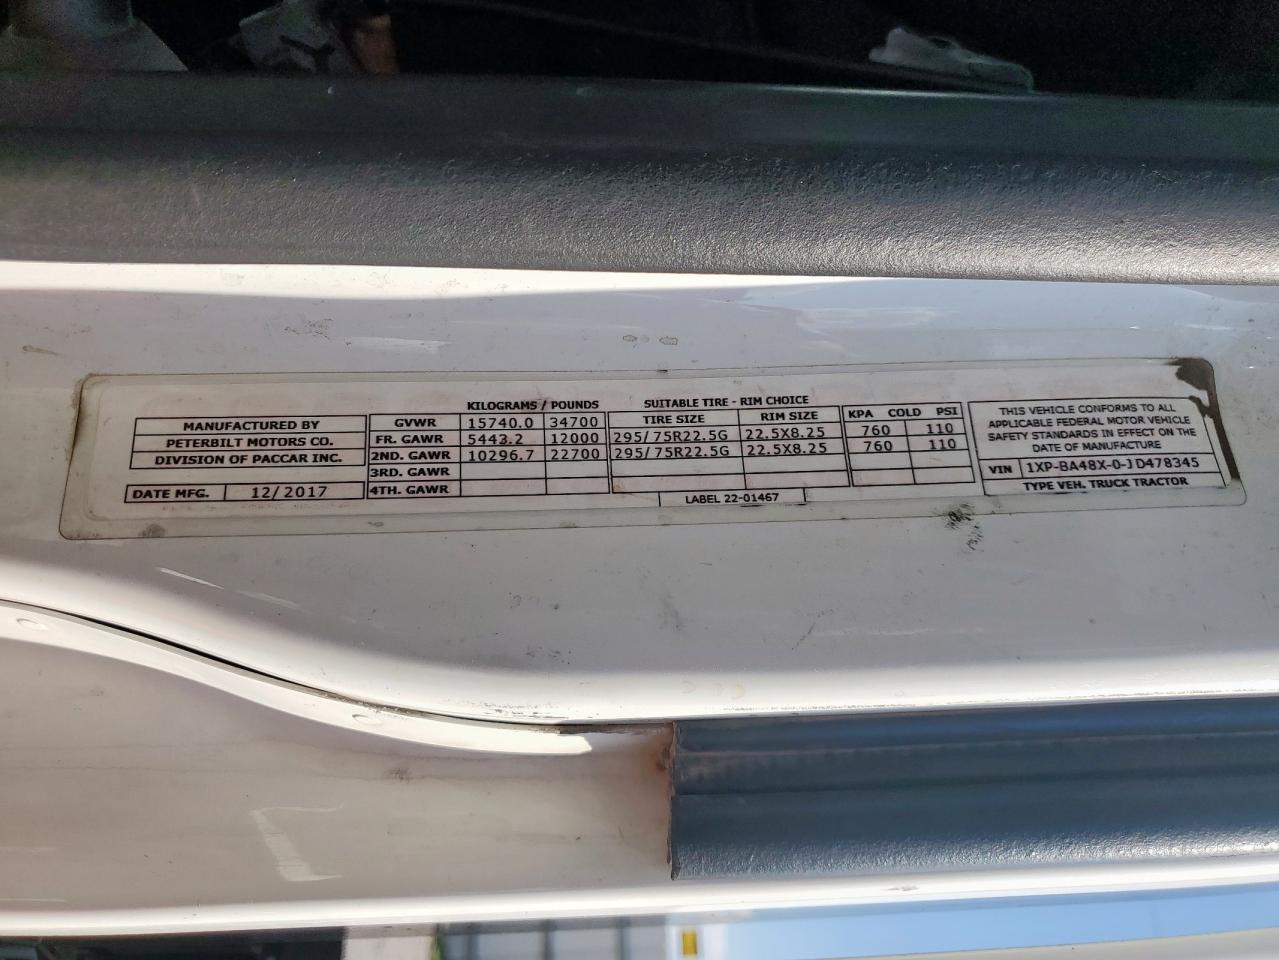 MANUFACTURED BY
PETERBILT MOTORS CO.
DIVISION OF PACCAR INC.
DATE MFG. 12/2017
KILOGRAMS / POUNDS SUITABLE TIRE - RIM CHOICE
GVWR 15740.0 34700 TIRE SIZE RIM SIZE KPA COLD PSI
FR. GAWR 5443.2 12000 295/75R22.5G 22.5X8.25 760 110
2ND. GAWR 10296.7 22700 295/75R22.5G 22.5X8.25 760 110
3RD. GAWR
4TH. GAWR
LABEL 22-01467
THIS VEHICLE CONFORMS TO ALL
APPLICABLE FEDERAL MOTOR VEHICLE
SAFETY STANDARDS IN EFFECT ON THE
DATE OF MANUFACTURE
VIN 1XP-BA48X-0-JD478345
TYPE VEH. TRUCK TRACTOR